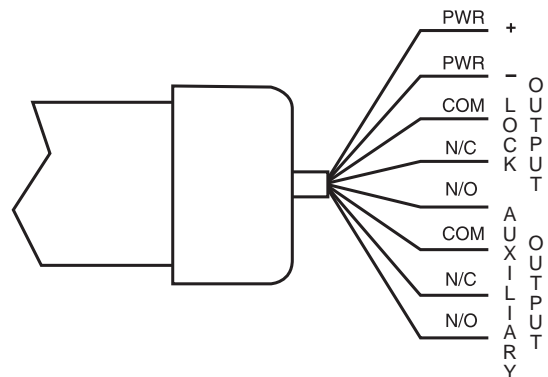 PWR +
PWR –
COM
N/C
N/O
LOCK OUTPUT
COM
N/C
N/O
AUXILIARY OUTPUT